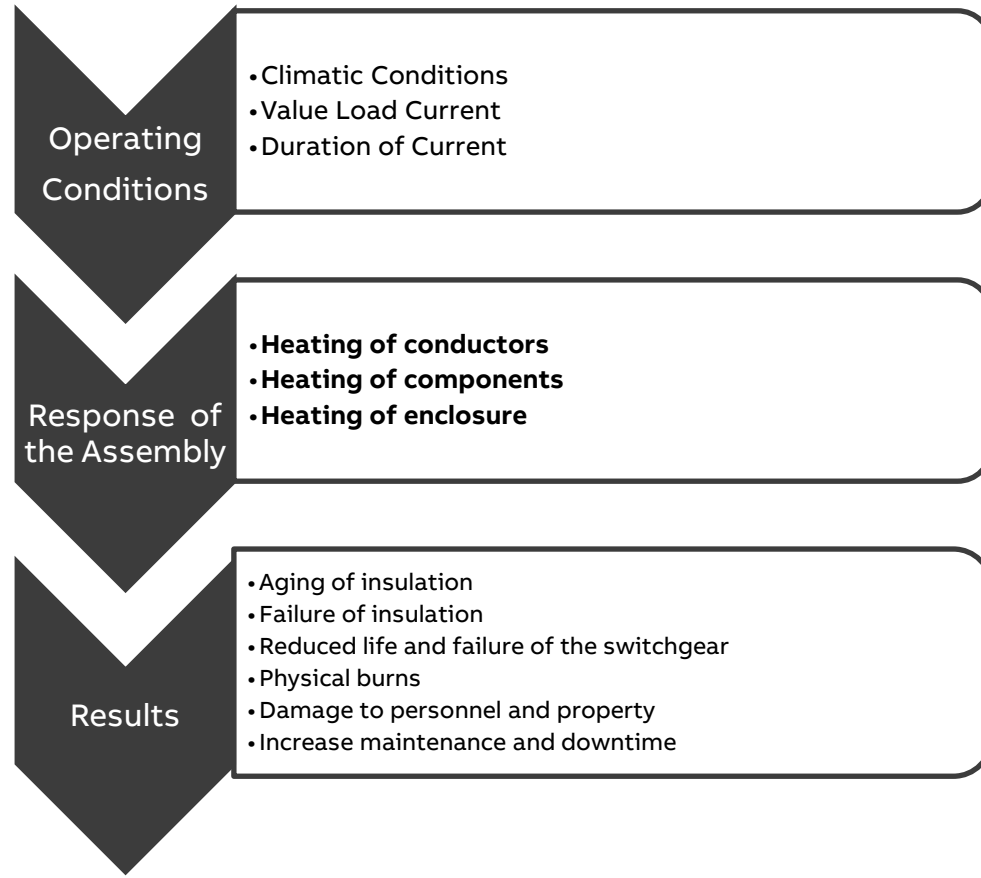 Operating
Conditions
•Climatic Conditions
•Value Load Current
•Duration of Current
Response of
the Assembly
•Heating of conductors
•Heating of components
•Heating of enclosure
Results
•Aging of insulation
•Failure of insulation
•Reduced life and failure of the switchgear
•Physical burns
•Damage to personnel and property
•Increase maintenance and downtime